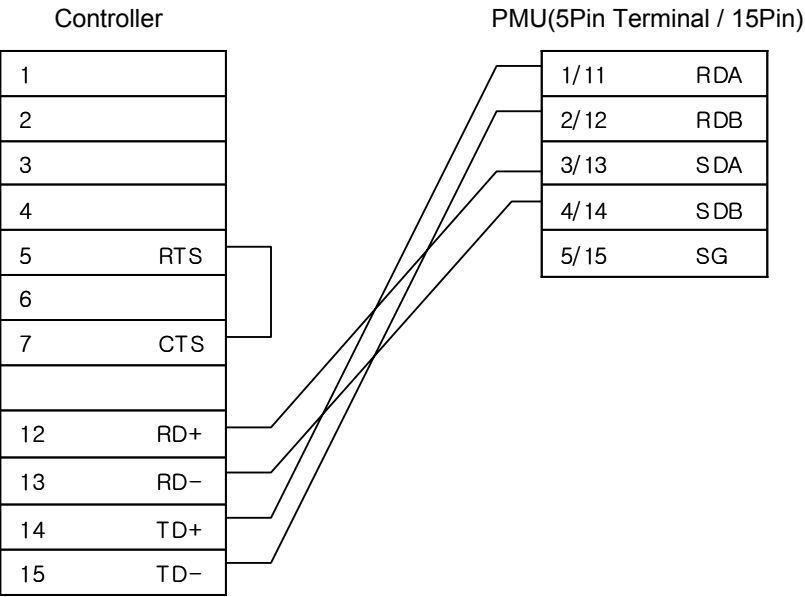 Controller
PMU(5Pin Terminal / 15Pin)
1
2
3
4
5 RTS
6
7 CTS
12 RD+
13 RD-
14 TD+
15 TD-
1/11 RDA
2/12 RDB
3/13 SDA
4/14 SDB
5/15 SG